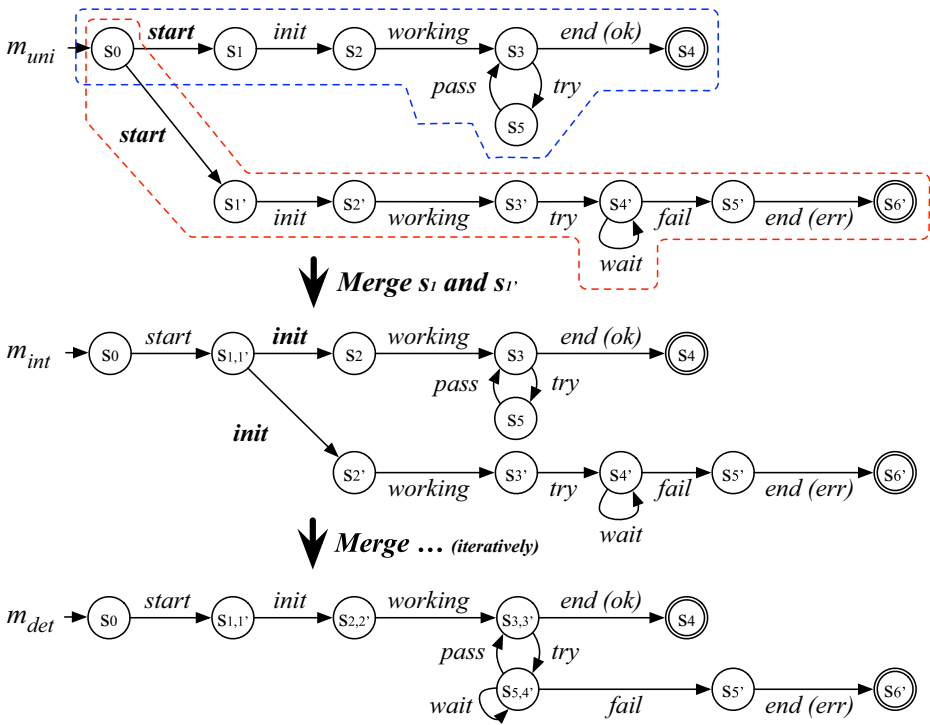 start init working end (ok)
m_uni s0 s1 s2 s3 s4
pass try
s5
start
s1' s2' s3' s4' s5' s6'
init working try fail end (err)
wait
Merge s1 and s1'
start init working end (ok)
m_int s0 s1,1' s2 s3 s4
pass try
s5
init
s2' s3' s4' s5' s6'
working try fail end (err)
wait
Merge … (iteratively)
start init working end (ok)
m_det s0 s1,1' s2,2' s3,3' s4
pass try
s5,4' s5' s6'
wait fail end (err)